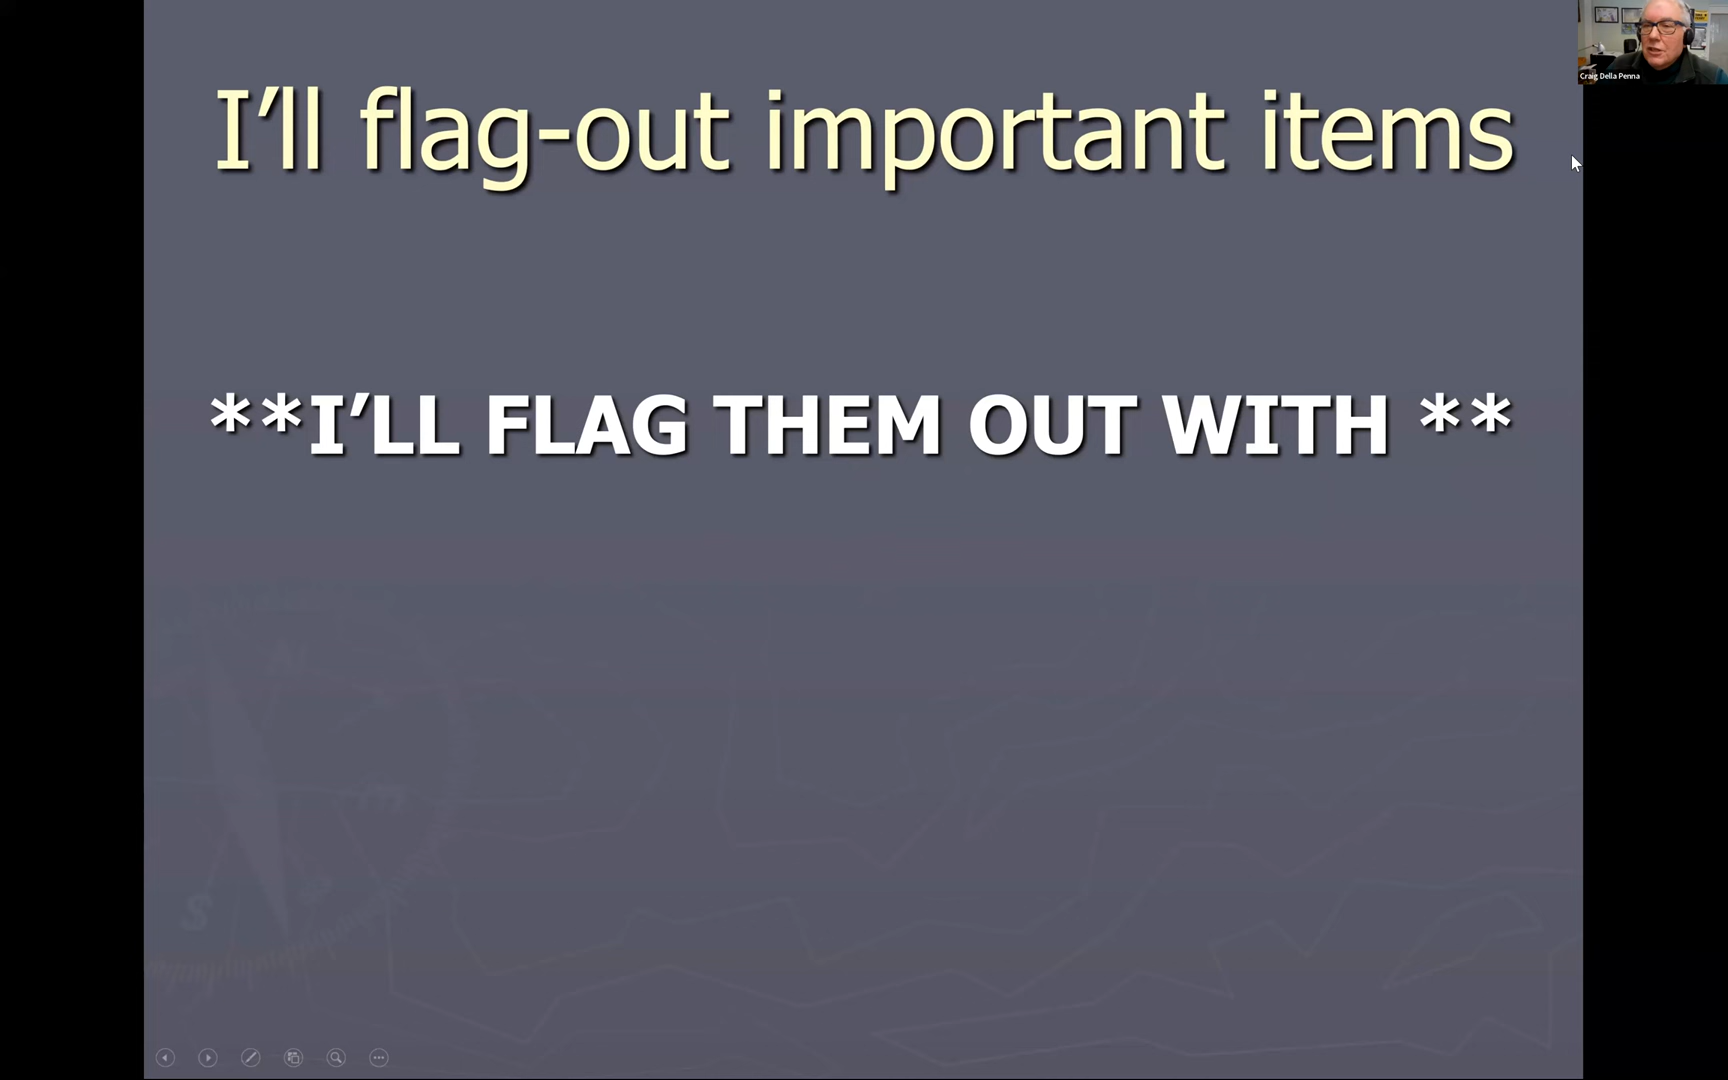 I’ll flag-out important items
**I’LL FLAG THEM OUT WITH **
Craig Della Penna